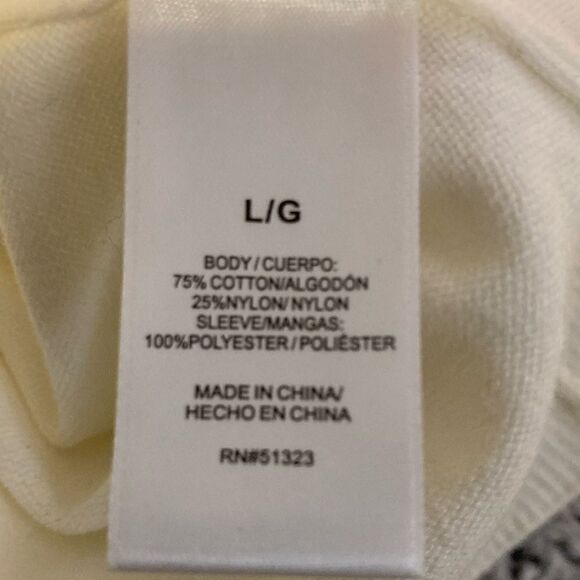 L/G
BODY/CUERPO:
75% COTTON/ALGODÓN
25%NYLON/NYLON
SLEEVE/MANGAS:
100%POLYESTER/POLIÉSTER
MADE IN CHINA/
HECHO EN CHINA
RN#51323